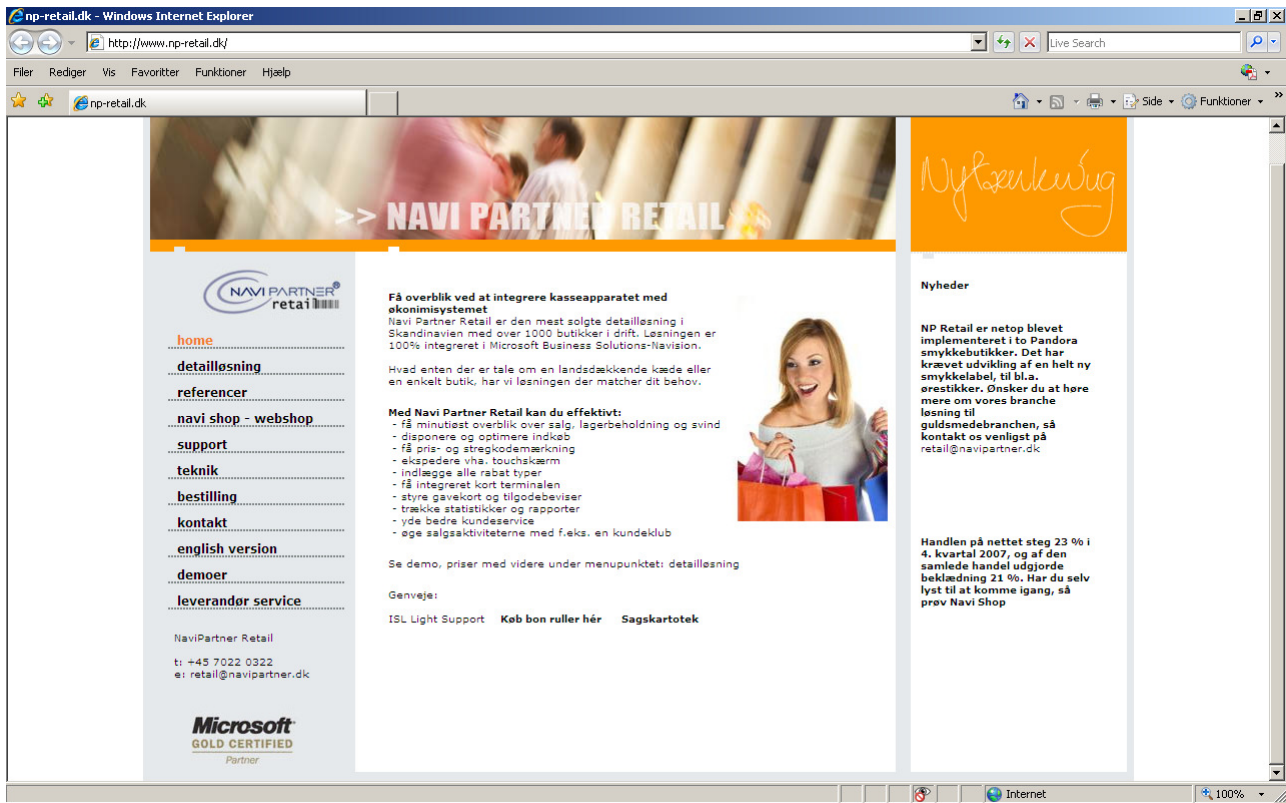 np-retail.dk - Windows Internet Explorer
http://www.np-retail.dk/
Live Search
Filer Rediger Vis Favoritter Funktioner Hjælp
np-retail.dk
Side Funktioner
>> NAVI PARTNER RETAIL
Nytænkning
NAVI PARTNER®
retail
home
detailløsning
referencer
navi shop - webshop
support
teknik
bestilling
kontakt
english version
demoer
leverandør service
NaviPartner Retail
t: +45 7022 0322
e: retail@navipartner.dk
Microsoft
GOLD CERTIFIED
Partner
Få overblik ved at integrere kasseapparatet med
økonimisystemet
Navi Partner Retail er den mest solgte detailløsning i
Skandinavien med over 1000 butikker i drift. Løsningen er
100% integreret i Microsoft Business Solutions-Navision.
Hvad enten der er tale om en landsdækkende kæde eller
en enkelt butik, har vi løsningen der matcher dit behov.
Med Navi Partner Retail kan du effektivt:
- få minutiøst overblik over salg, lagerbeholdning og svind
- disponere og optimere indkøb
- få pris- og stregkodemærkning
- ekspedere vha. touchskærm
- indlægge alle rabat typer
- få integreret kort terminalen
- styre gavekort og tilgodebeviser
- trække statistikker og rapporter
- yde bedre kundeservice
- øge salgsaktiviteterne med f.eks. en kundeklub
Se demo, priser med videre under menupunktet: detailløsning
Genveje:
ISL Light Support Køb bon ruller hér Sagskartotek
Nyheder
NP Retail er netop blevet
implementeret i to Pandora
smykkebutikker. Det har
krævet udvikling af en helt ny
smykkelabel, til bl.a.
ørestikker. Ønsker du at høre
mere om vores branche
løsning til
guldsmedebranchen, så
kontakt os venligst på
retail@navipartner.dk
Handlen på nettet steg 23 % i
4. kvartal 2007, og af den
samlede handel udgjorde
beklædning 21 %. Har du selv
lyst til at komme igang, så
prøv Navi Shop
Internet
100%